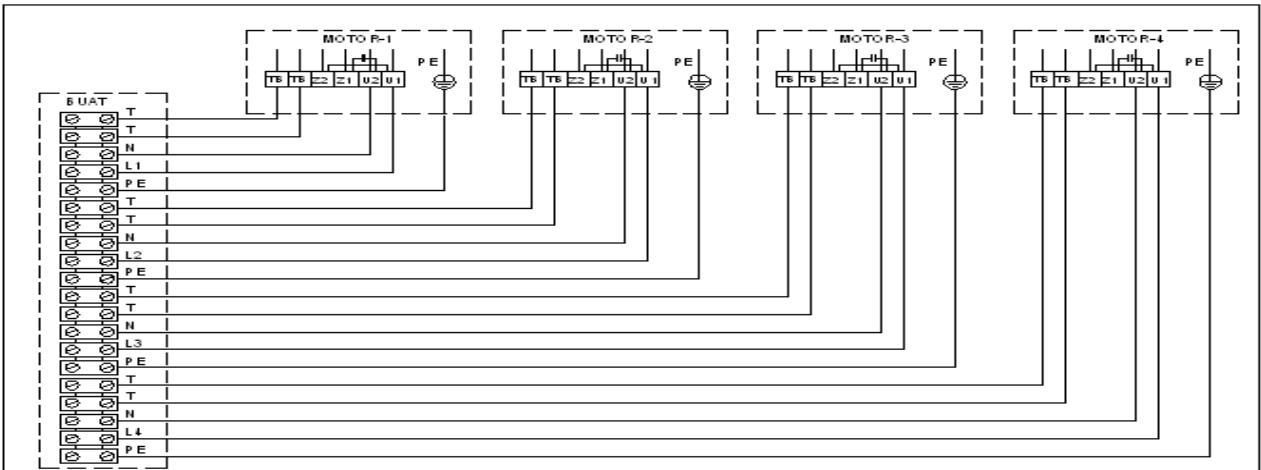 MOTOR-1 MOTOR-2 MOTOR-3 MOTOR-4
PE PE PE PE
TB TB Z2 Z1 U2 U1 TB TB Z2 Z1 U2 U1 TB TB Z2 Z1 U2 U1 TB TB Z2 Z1 U2 U1
BUAT
T
T
N
L1
PE
T
T
N
L2
PE
T
T
N
L3
PE
T
T
N
L4
PE